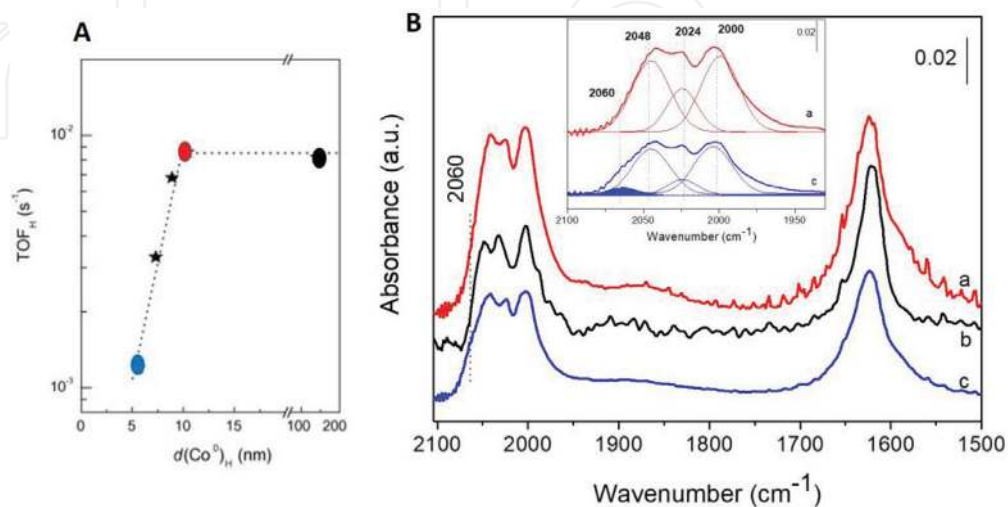 A
TOF_H (s⁻¹)
10⁻²
10⁻³
0 5 10 15 100 200
d(Co⁰)_H (nm)
B
Absorbance (a.u.)
2060
0.02
a
b
c
2100 2000 1900 1800 1700 1600 1500
Wavenumber (cm⁻¹)
2048 2024 2000
0.02
2060
a
c
2100 2050 2000 1950
Wavenumber (cm⁻¹)